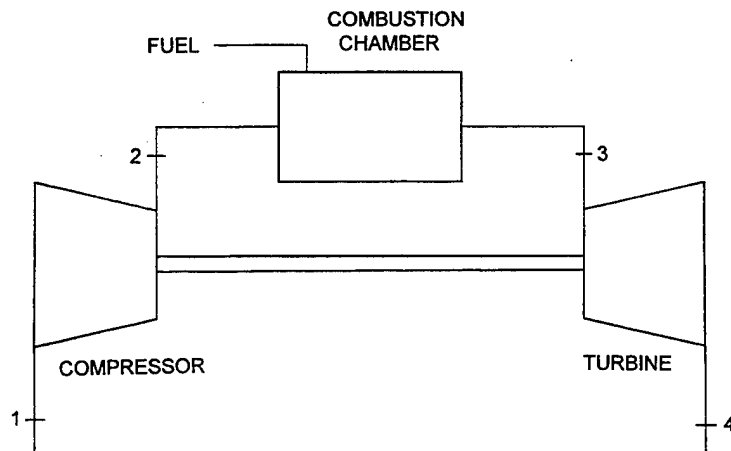 COMBUSTION
CHAMBER
FUEL
2
3
COMPRESSOR
TURBINE
1
4